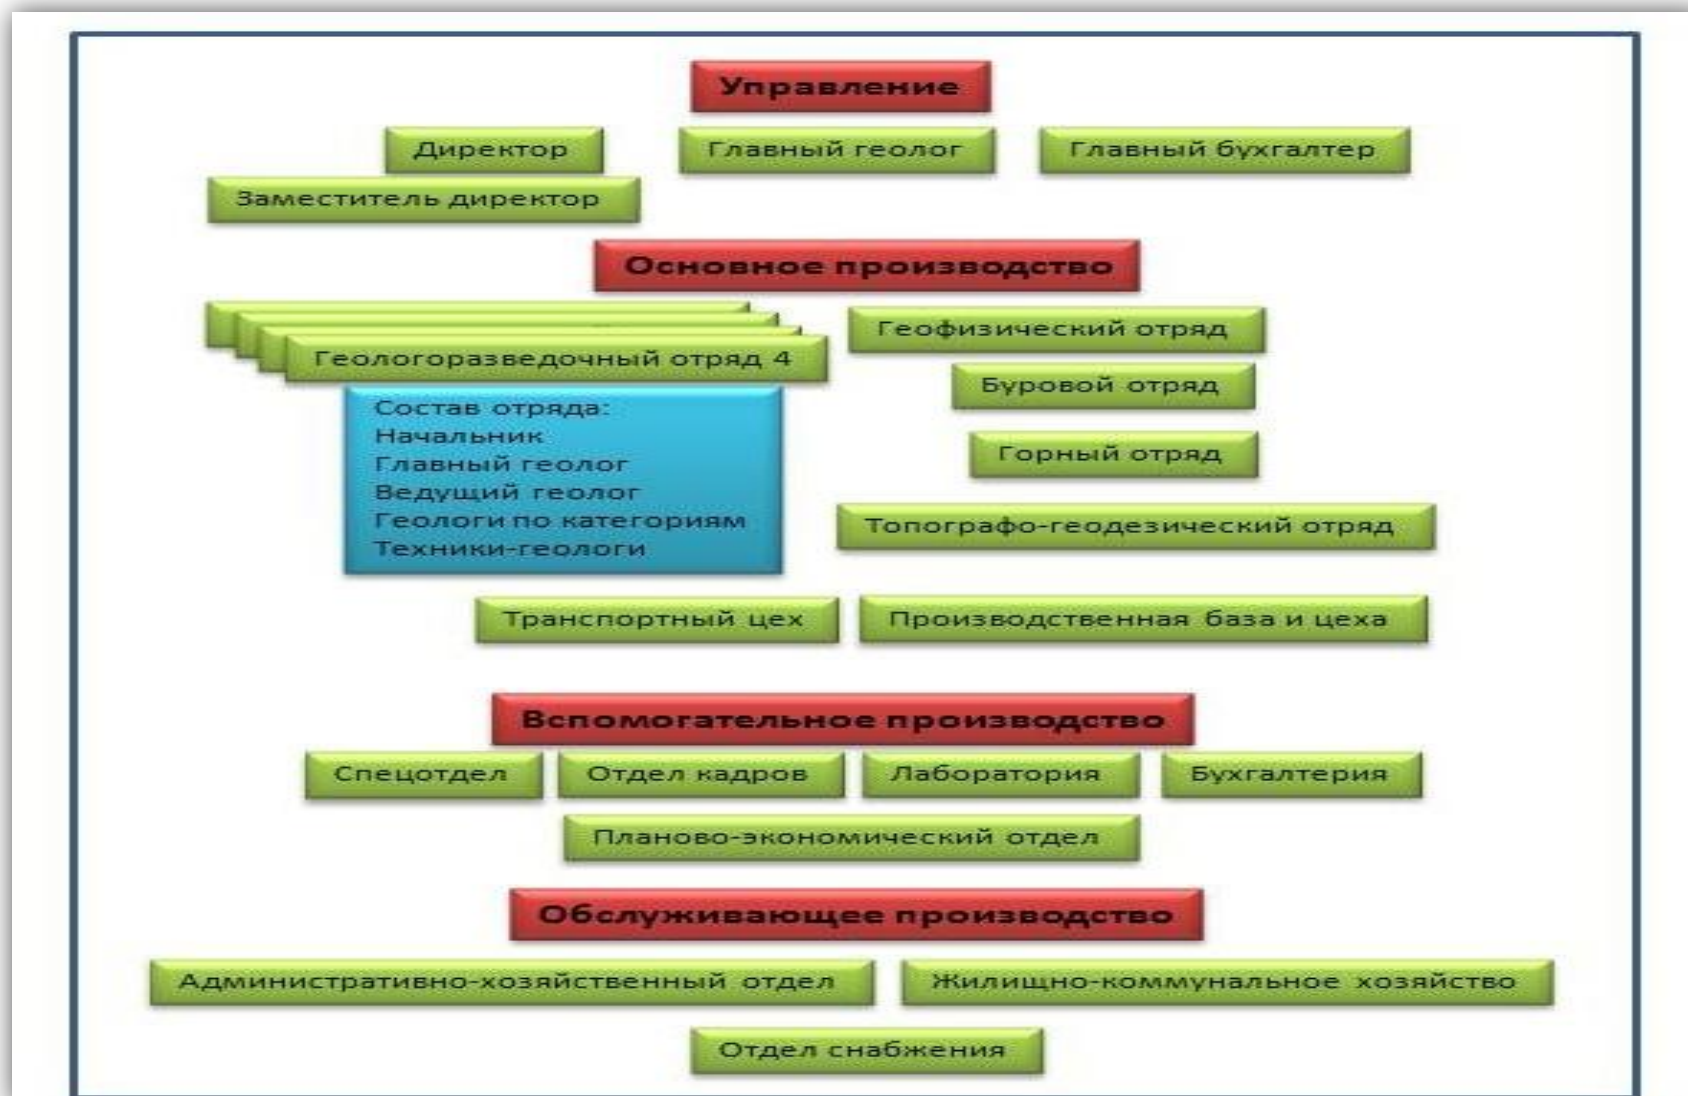 Управление
Директор
Главный геолог
Главный бухгалтер
Заместитель директор
Основное производство
Геологоразведочный отряд 4
Геофизический отряд
Буровой отряд
Состав отряда:
Начальник
Главный геолог
Ведущий геолог
Геологи по категориям
Техники-геологи
Горный отряд
Топографо-геодезический отряд
Транспортный цех
Производственная база и цеха
Вспомогательное производство
Спецотдел
Отдел кадров
Лаборатория
Бухгалтерия
Планово-экономический отдел
Обслуживающее производство
Административно-хозяйственный отдел
Жилищно-коммунальное хозяйство
Отдел снабжения